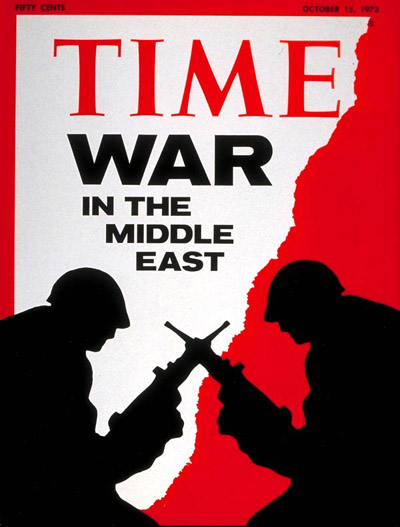 FIFTY CENTS OCTOBER 15, 1973
TIME
WAR
IN THE
MIDDLE
EAST